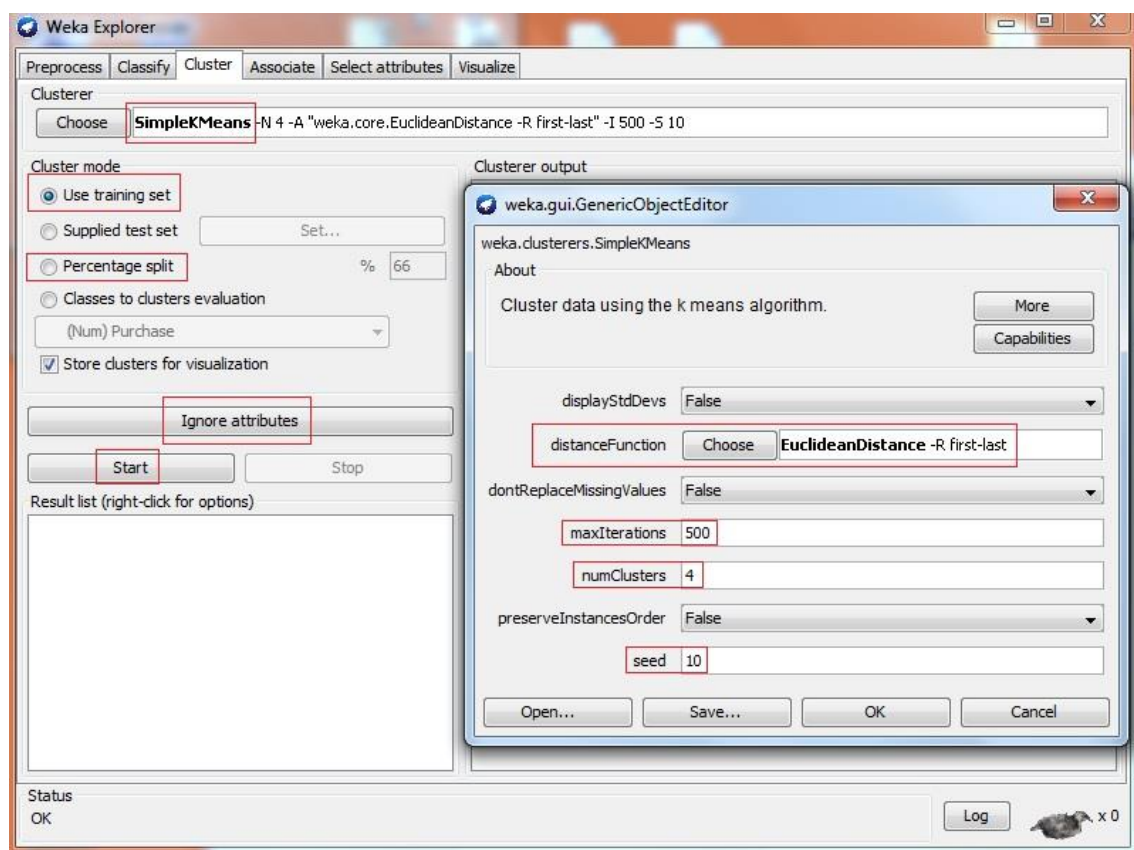 Weka Explorer
Preprocess Classify Cluster Associate Select attributes Visualize
Clusterer
Choose SimpleKMeans -N 4 -A "weka.core.EuclideanDistance -R first-last" -I 500 -S 10
Cluster mode
Use training set
Supplied test set Set...
Percentage split % 66
Classes to clusters evaluation
(Num) Purchase
Store clusters for visualization
Ignore attributes
Start Stop
Result list (right-click for options)
Clusterer output
weka.gui.GenericObjectEditor
weka.clusterers.SimpleKMeans
About
Cluster data using the k means algorithm.
More
Capabilities
displayStdDevs False
distanceFunction Choose EuclideanDistance -R first-last
dontReplaceMissingValues False
maxIterations 500
numClusters 4
preserveInstancesOrder False
seed 10
Open... Save... OK Cancel
Status
OK
Log x 0